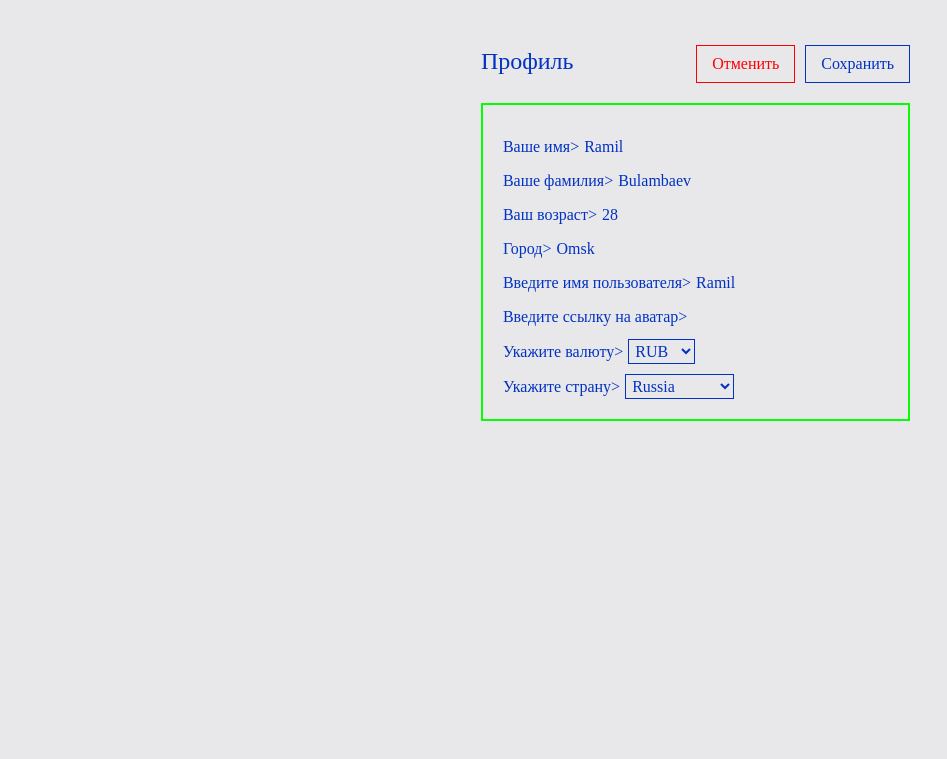 Профиль
Отменить
Сохранить
Ваше имя> Ramil
Ваше фамилия> Bulambaev
Ваш возраст> 28
Город> Omsk
Введите имя пользователя> Ramil
Введите ссылку на аватар>
Укажите валюту> RUB
Укажите страну> Russia